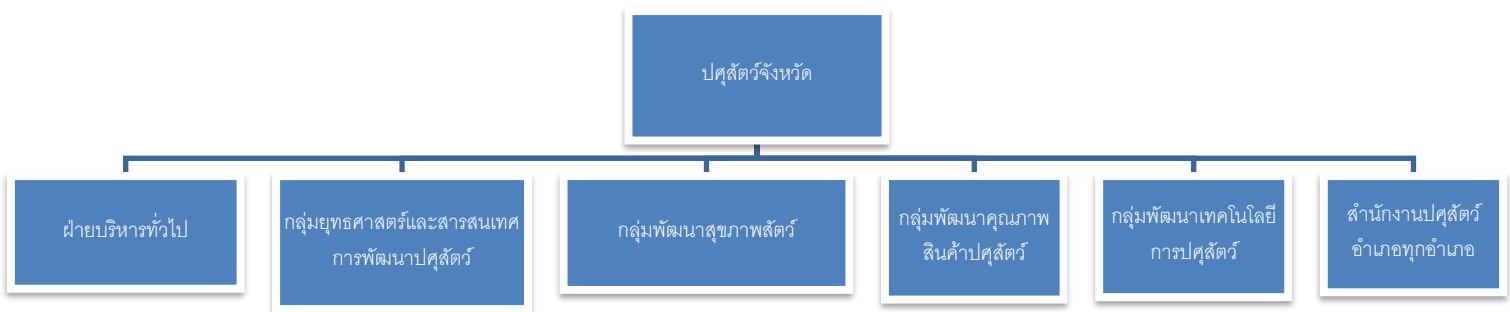 ปศุสัตว์จังหวัด
ฝ่ายบริหารทั่วไป
กลุ่มยุทธศาสตร์และสารสนเทศ
การพัฒนาปศุสัตว์
กลุ่มพัฒนาสุขภาพสัตว์
กลุ่มพัฒนาคุณภาพ
สินค้าปศุสัตว์
กลุ่มพัฒนาเทคโนโลยี
การปศุสัตว์
สำนักงานปศุสัตว์
อำเภอทุกอำเภอ